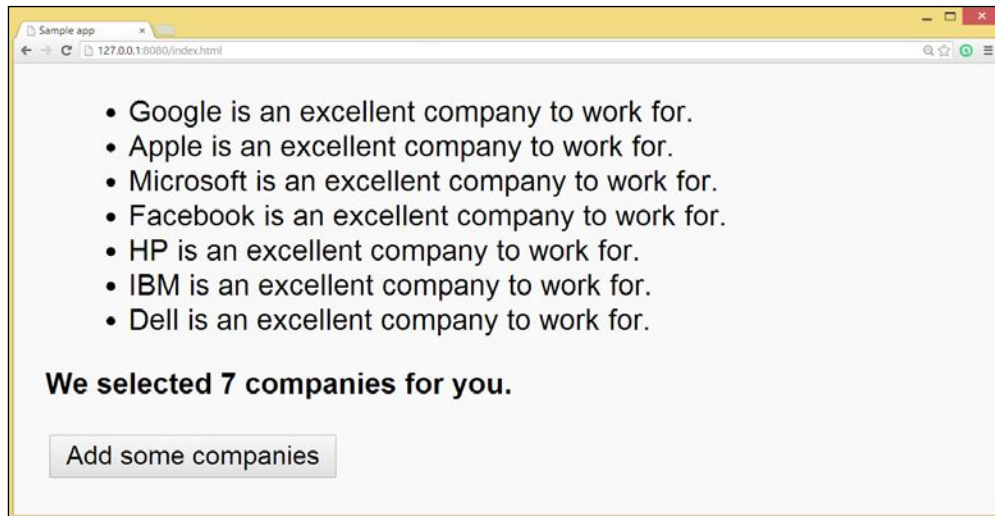 Sample app
127.0.0.1:8080/index.html
Google is an excellent company to work for.
Apple is an excellent company to work for.
Microsoft is an excellent company to work for.
Facebook is an excellent company to work for.
HP is an excellent company to work for.
IBM is an excellent company to work for.
Dell is an excellent company to work for.
We selected 7 companies for you.
Add some companies